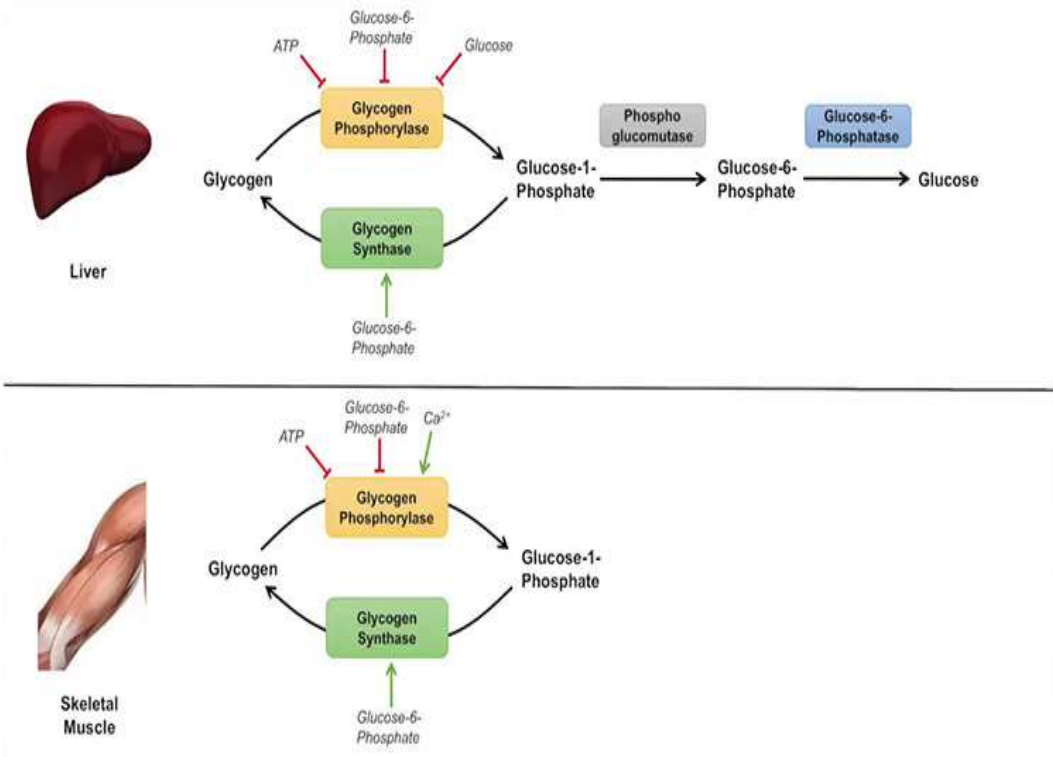 Glucose-6-
Phosphate
ATP
Glucose
Glycogen
Phosphorylase
Phospho
glucomutase
Glucose-6-
Phosphatase
Glycogen
Glucose-1-
Phosphate
Glucose-6-
Phosphate
Glucose
Glycogen
Synthase
Liver
Glucose-6-
Phosphate
Glucose-6-
Phosphate
Ca²⁺
ATP
Glycogen
Phosphorylase
Glycogen
Glucose-1-
Phosphate
Glycogen
Synthase
Skeletal
Muscle
Glucose-6-
Phosphate